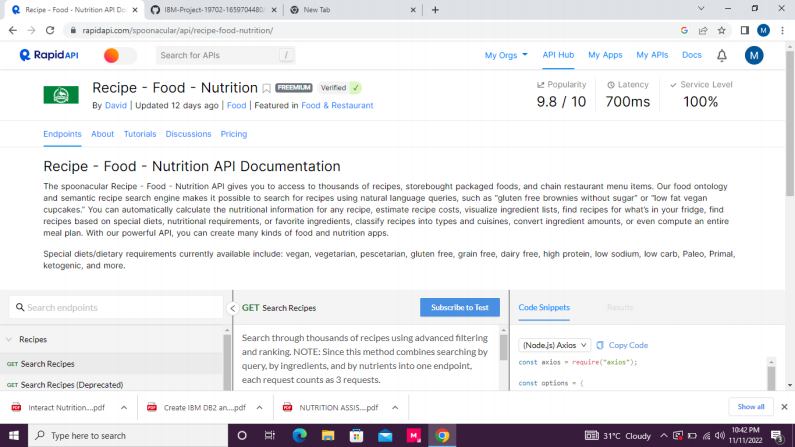 Recipe - Food - Nutrition API D
IBM-Project-19702-1659704480
New Tab
rapidapi.com/spoonacular/api/recipe-food-nutrition/
M
Rapid API
Search for APIs
/
My Orgs
API Hub
My Apps
My APIs
Docs
M
Recipe - Food - Nutrition
FREEMIUM
Verified
By David | Updated 12 days ago | Food | Featured in Food & Restaurant
Popularity
9.8 / 10
Latency
700ms
Service Level
100%
Endpoints
About
Tutorials
Discussions
Pricing
Recipe - Food - Nutrition API Documentation
The spoonacular Recipe - Food - Nutrition API gives you to access to thousands of recipes, storebought packaged foods, and chain restaurant menu items. Our food ontology
and semantic recipe search engine makes it possible to search for recipes using natural language queries, such as "gluten free brownies without sugar" or "low fat vegan
cupcakes." You can automatically calculate the nutritional information for any recipe, estimate recipe costs, visualize ingredient lists, find recipes for what's in your fridge, find
recipes based on special diets, nutritional requirements, or favorite ingredients, classify recipes into types and cuisines, convert ingredient amounts, or even compute an entire
meal plan. With our powerful API, you can create many kinds of food and nutrition apps.
Special diets/dietary requirements currently available include: vegan, vegetarian, pescetarian, gluten free, grain free, dairy free, high protein, low sodium, low carb, Paleo, Primal,
ketogenic, and more.
Search endpoints
Recipes
GET Search Recipes
GET Search Recipes (Deprecated)
GET Search Recipes
Subscribe to Test
Search through thousands of recipes using advanced filtering
and ranking. NOTE: Since this method combines searching by
query, by ingredients, and by nutrients into one endpoint,
each request counts as 3 requests.
Code Snippets
Results
(Node.js) Axios
Copy Code
const axios = require("axios");
const options = {
Interact Nutrition....pdf
Create IBM DB2 an....pdf
NUTRITION ASSIS....pdf
Show all
Type here to search
31°C Cloudy
10:42 PM
11/11/2022
3